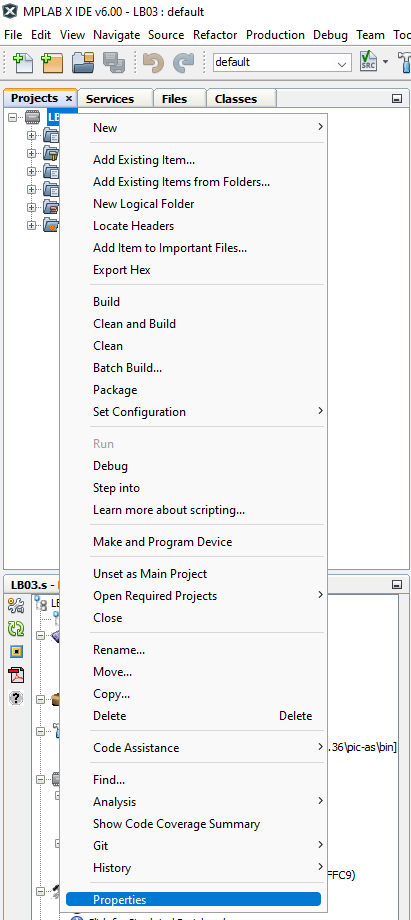 MPLAB X IDE v6.00 - LB03 : default
File Edit View Navigate Source Refactor Production Debug Team Tools
default
SRC
Projects × Services Files Classes
LB
New
Add Existing Item...
Add Existing Items from Folders...
New Logical Folder
Locate Headers
Add Item to Important Files...
Export Hex
Build
Clean and Build
Clean
Batch Build...
Package
Set Configuration
Run
Debug
Step into
Learn more about scripting...
Make and Program Device
Unset as Main Project
Open Required Projects
Close
Rename...
Move...
Copy...
Delete Delete
Code Assistance
Find...
Analysis
Show Code Coverage Summary
Git
History
Properties
LB03.s -
LB
.36\pic-as\bin]
FFC9)